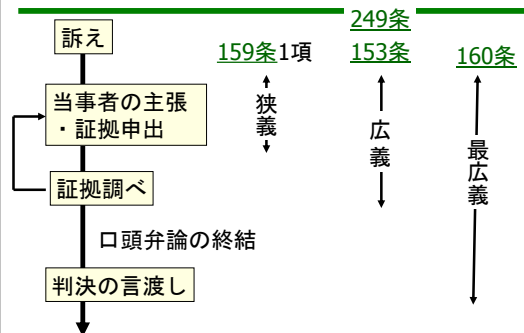 249条
訴え
159条1項
153条
160条
当事者の主張
・証拠申出
狭義
広義
最広義
証拠調べ
口頭弁論の終結
判決の言渡し